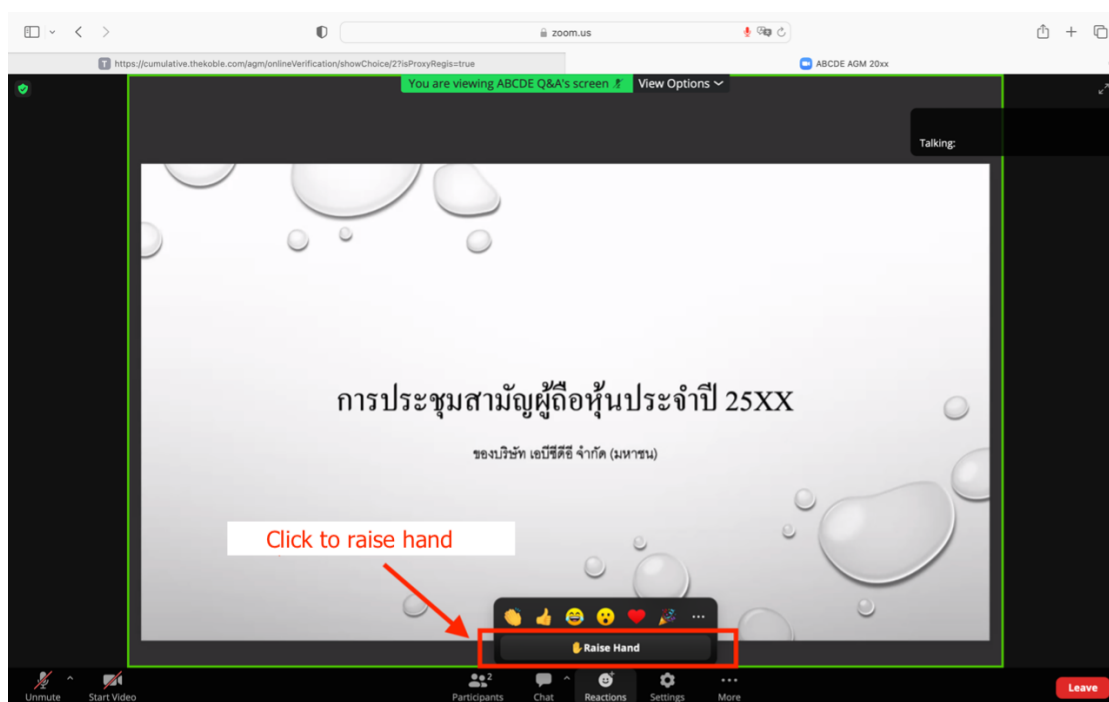 zoom.us
T https://cumulative.thekoble.com/agm/onlineVerification/showChoice/2?isProxyRegis=true
ABCDE AGM 20xx
You are viewing ABCDE Q&A's screen
View Options
Talking:
การประชุมสามัญผู้ถือหุ้นประจำปี 25XX
ของบริษัท เอบีซีดีอี จำกัด (มหาชน)
Click to raise hand
Raise Hand
2
Unmute
Start Video
Participants
Chat
Reactions
Settings
More
Leave